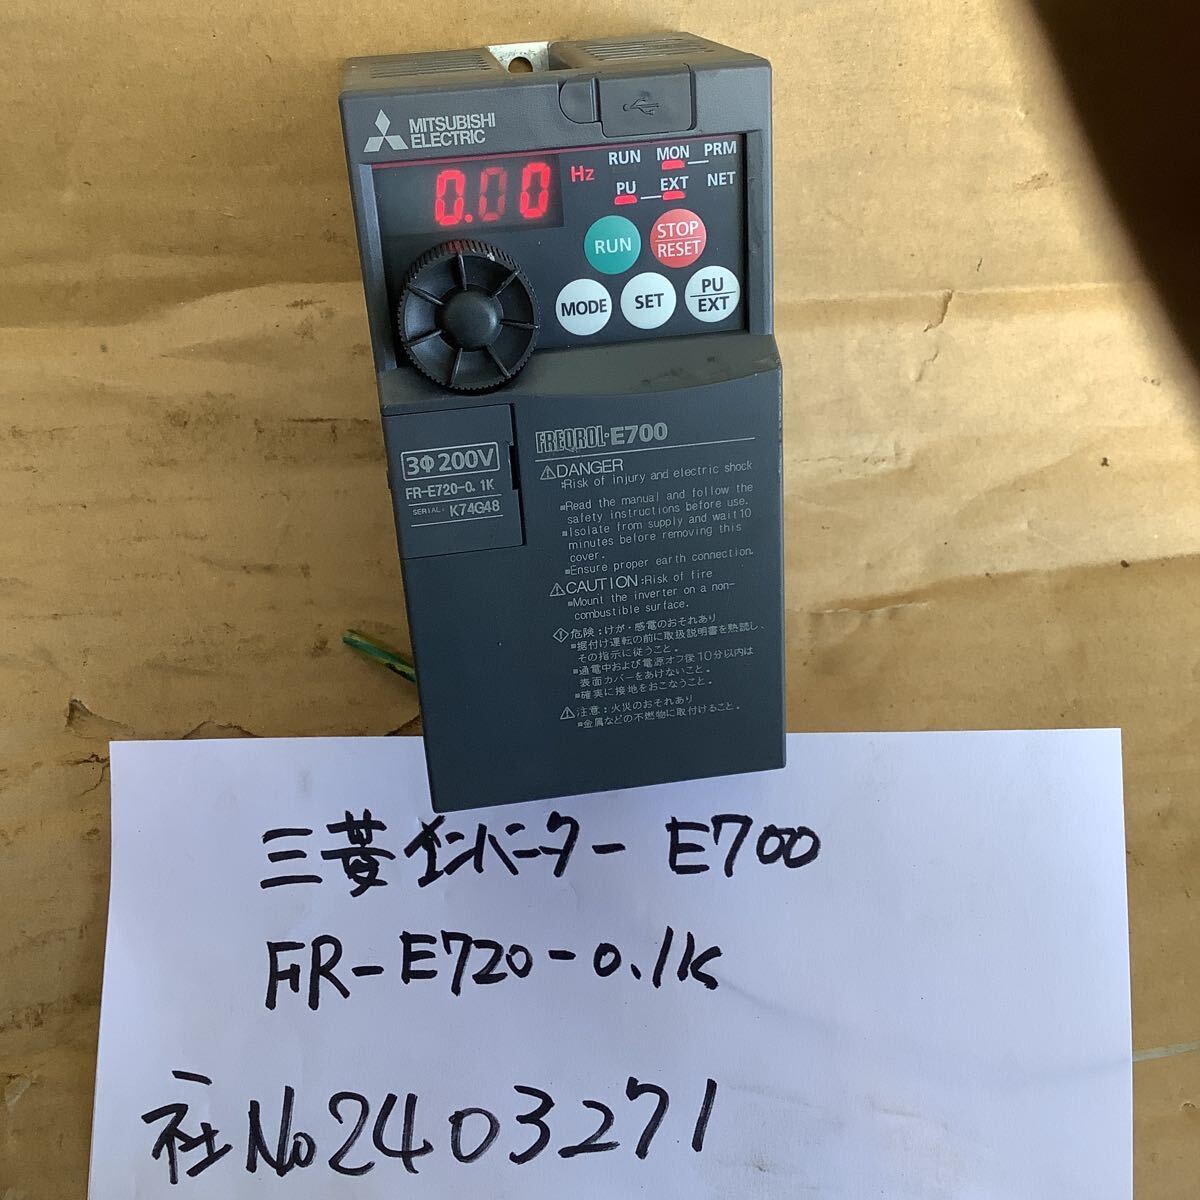 MITSUBISHI
ELECTRIC
0.00 Hz
RUN MON PRM
PU EXT NET
RUN
STOP
RESET
MODE
SET
PU
EXT
3Φ200V
FR-E720-0.1K
SERIAL: K74G48
FREQROL-E700
DANGER
:Risk of injury and electric shock
Read the manual and follow the
safety instructions before use.
Isolate from supply and wait 10
minutes before removing this
cover.
Ensure proper earth connection.
CAUTION:Risk of fire
Mount the inverter on a non-
combustible surface.
危険：けが・感電のおそれあり
据付け運転の前に取扱説明書を熟読し、
その指示に従うこと。
通電中および電源オフ後10分以内は
表面カバーをあけないこと。
確実に接地をおこなうこと。
注意：火災のおそれあり
金属などの不燃物に取付けること。
三菱インバーター E700
FR-E720-0.1K
社No2403271